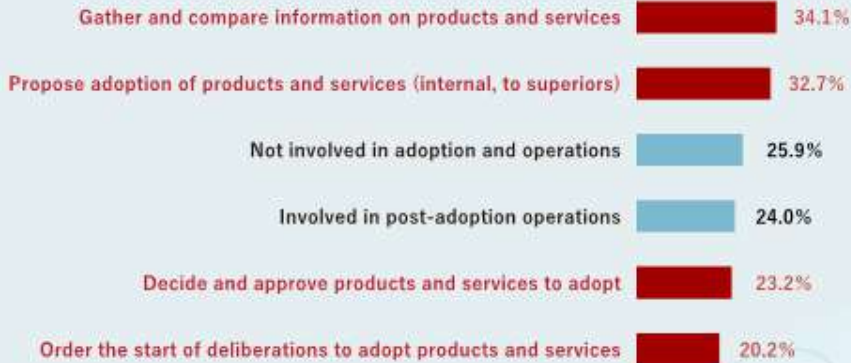 Gather and compare information on products and services 34.1%
Propose adoption of products and services (internal, to superiors) 32.7%
Not involved in adoption and operations 25.9%
Involved in post-adoption operations 24.0%
Decide and approve products and services to adopt 23.2%
Order the start of deliberations to adopt products and services 20.2%